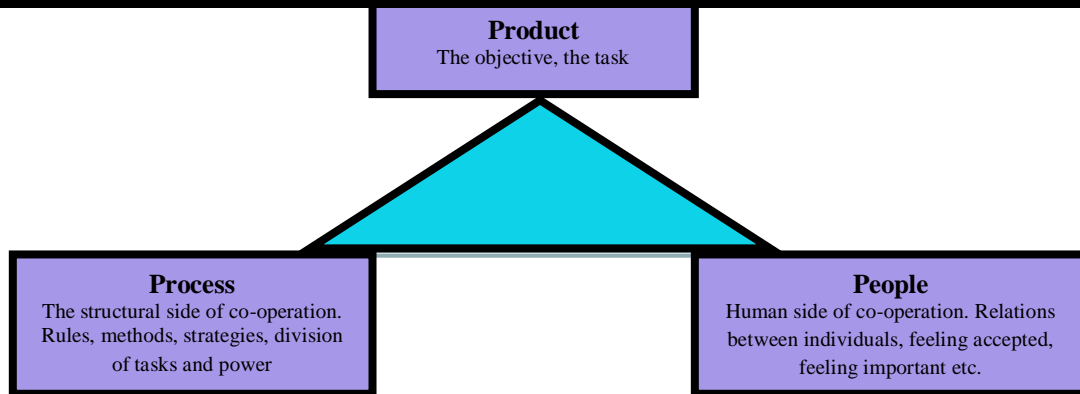 Product
The objective, the task
Process
The structural side of co-operation.
Rules, methods, strategies, division
of tasks and power
People
Human side of co-operation. Relations
between individuals, feeling accepted,
feeling important etc.